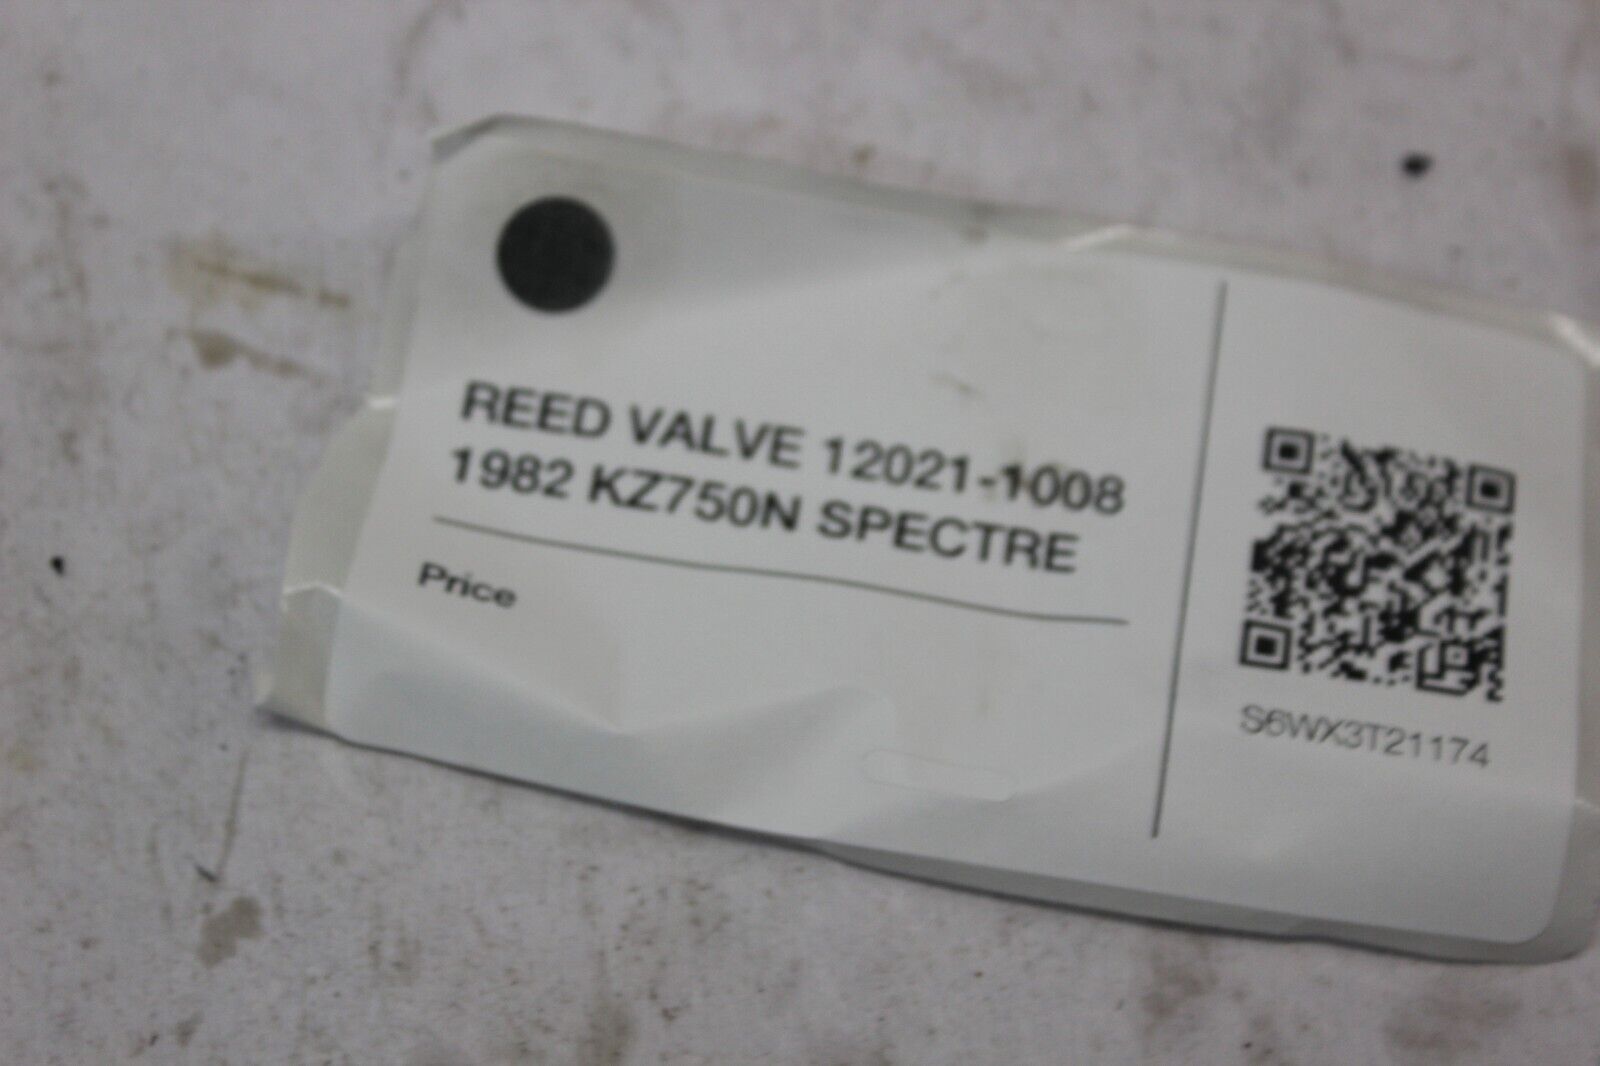 REED VALVE 12021-1008
1982 KZ750N SPECTRE
Price
S6WX3T21174